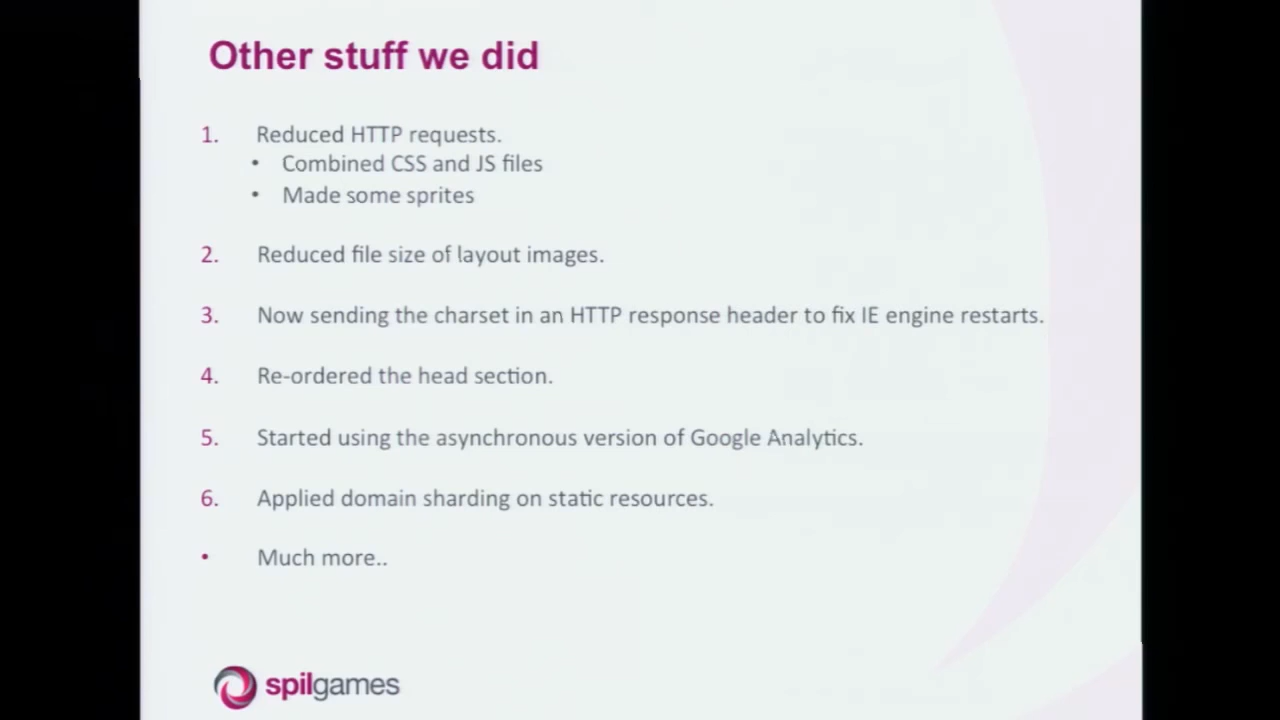 Other stuff we did
1. Reduced HTTP requests.
• Combined CSS and JS files
• Made some sprites
2. Reduced file size of layout images.
3. Now sending the charset in an HTTP response header to fix IE engine restarts.
4. Re-ordered the head section.
5. Started using the asynchronous version of Google Analytics.
6. Applied domain sharding on static resources.
• Much more..
spilgames